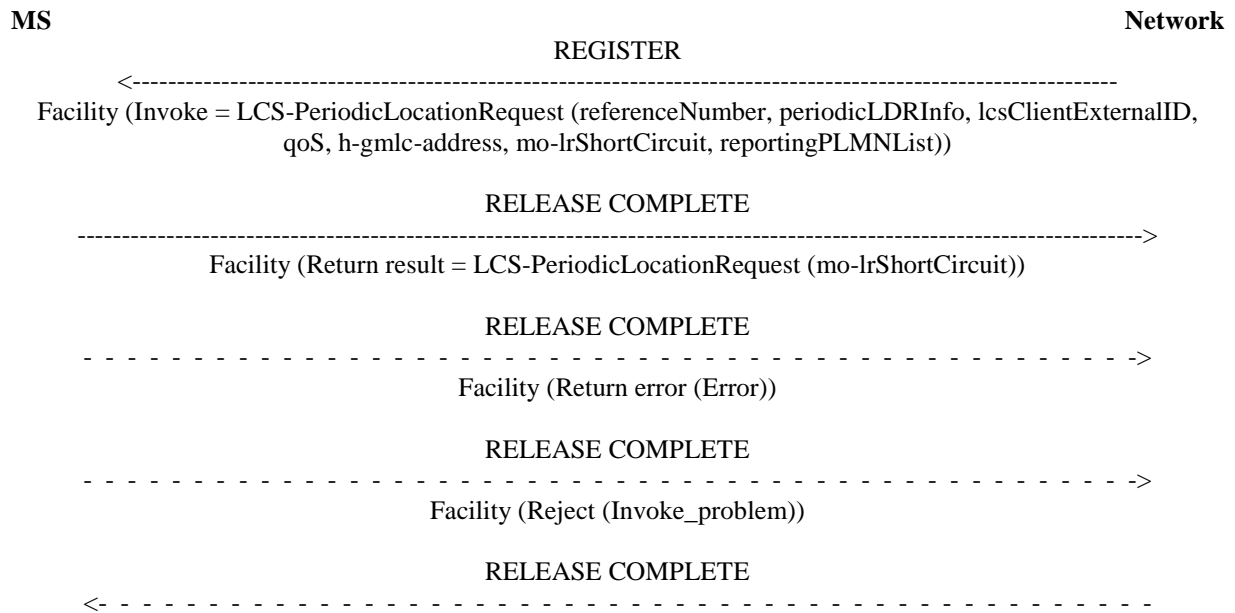 MS Network
REGISTER
<--------------------------------------------------------------------------------------------------------------
Facility (Invoke = LCS-PeriodicLocationRequest (referenceNumber, periodicLDRInfo, lcsClientExternalID,
qoS, h-gmlc-address, mo-lrShortCircuit, reportingPLMNList))
RELEASE COMPLETE
------------------------------------------------------------------------------------------------------------------------>
Facility (Return result = LCS-PeriodicLocationRequest (mo-lrShortCircuit))
RELEASE COMPLETE
- - - - - - - - - - - - - - - - - - - - - - - - - - - - - - - - - - - - - - - - - - - - - - - - ->
Facility (Return error (Error))
RELEASE COMPLETE
- - - - - - - - - - - - - - - - - - - - - - - - - - - - - - - - - - - - - - - - - - - - - - - - ->
Facility (Reject (Invoke_problem))
RELEASE COMPLETE
<- - - - - - - - - - - - - - - - - - - - - - - - - - - - - - - - - - - - - - - - - - - - - - - - -